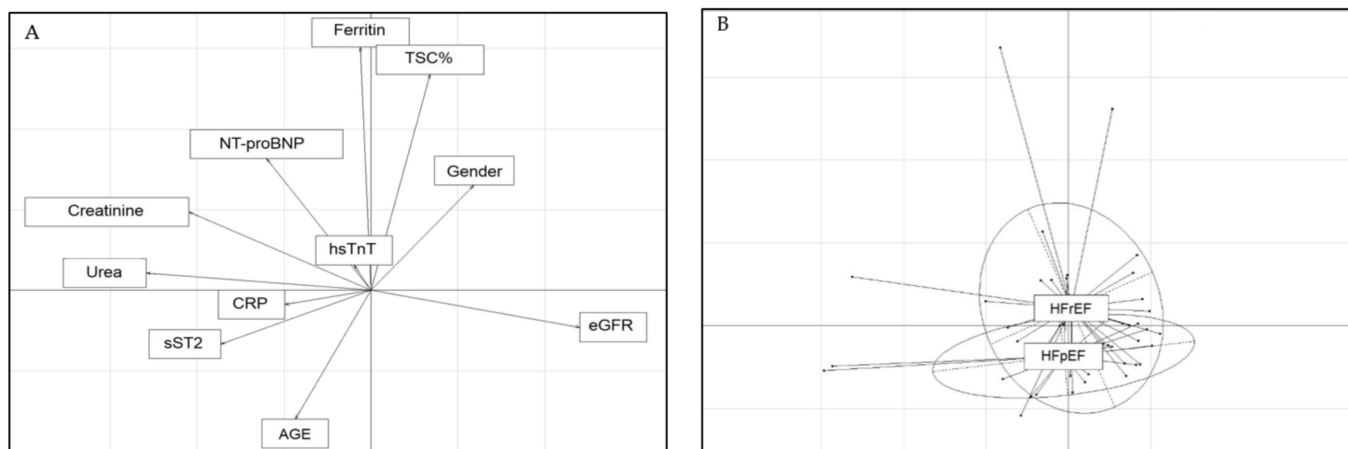 A
Ferritin
TSC%
NT-proBNP
Gender
Creatinine
hsTnT
Urea
CRP
eGFR
sST2
AGE
B
HFrEF
HFpEF